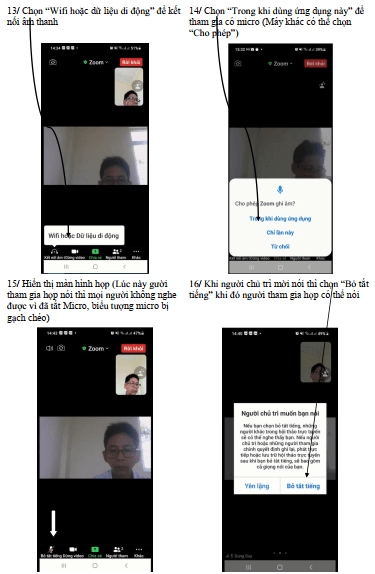 13/ Chọn “Wifi hoặc dữ liệu di động” để kết
nối âm thanh
14:34
51%
Zoom
Rời khỏi
Wifi hoặc Dữ liệu di động
Kết nối âm
Dừng video
Chia sẻ
Người tham
Khác
14/ Chọn “Trong khi dùng ứng dụng này” để
tham gia có micro (Máy khác có thể chọn
“Cho phép”)
Zoom
Rời khỏi
Cho phép Zoom ghi âm?
Trong khi dùng ứng dụng
Chỉ lần này
Từ chối
15/ Hiển thị màn hình họp (Lúc này gười
tham gia họp nói thì mọi người không nghe
được vì đã tắt Micro, biểu tượng micro bị
gạch chéo)
14:42
47%
Zoom
Rời khỏi
Bỏ tắt tiếng
Dừng video
Chia sẻ
Người tham
Khác
16/ Khi người chủ trì mời nói thì chọn “Bỏ tắt
tiếng” khi đó người tham gia họp có thể nói
Người chủ trì muốn bạn nói
Nếu bạn chọn bỏ tắt tiếng, những
người khác trong hội thảo trực tuyến
sẽ có thể nghe thấy bạn. Nếu người
chủ trì hoặc những người tham gia
chính quyết định ghi lại, phát trực
tiếp hoặc lưu trữ hội thảo trực tuyến
sau khi bạn bỏ tắt tiếng, sẽ bao gồm
cả giọng nói của bạn.
Yên lặng
Bỏ tắt tiếng